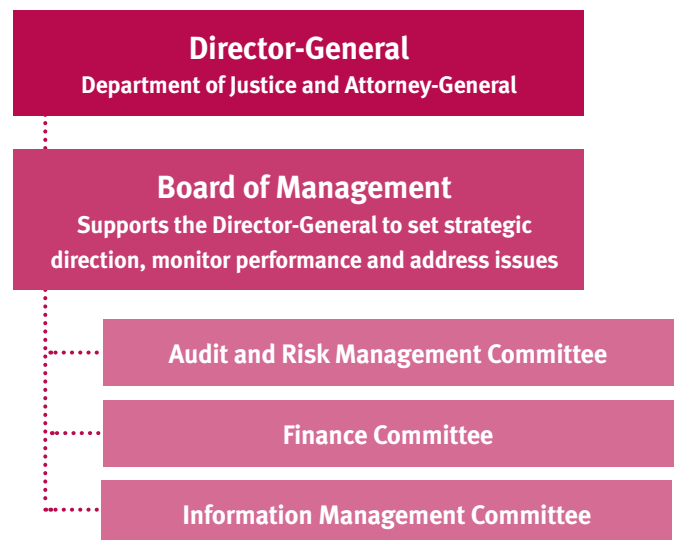 Director-General
Department of Justice and Attorney-General
Board of Management
Supports the Director-General to set strategic
direction, monitor performance and address issues
Audit and Risk Management Committee
Finance Committee
Information Management Committee